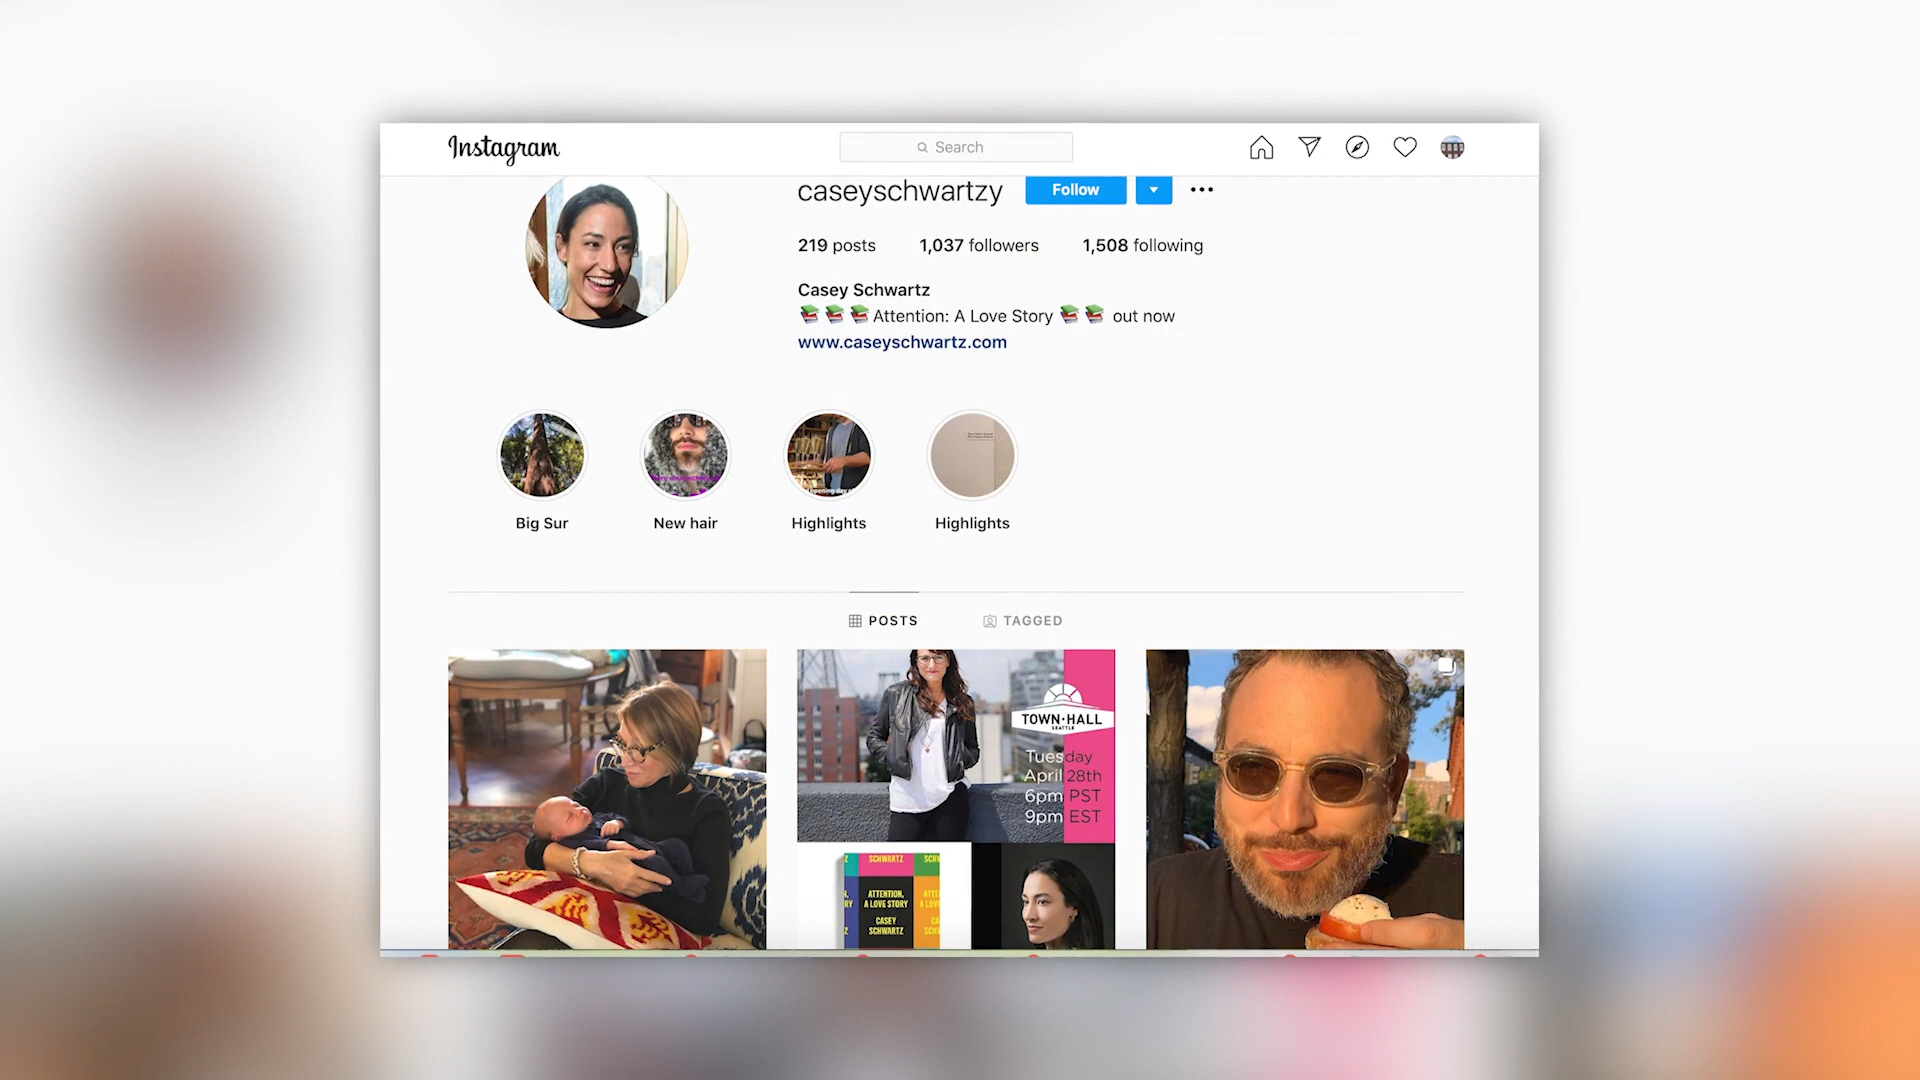 Instagram
Search
caseyschwartzy
Follow
219 posts 1,037 followers 1,508 following
Casey Schwartz
📚📚📚Attention: A Love Story 📚📚 out now
www.caseyschwartz.com
Big Sur
New hair
Highlights
Highlights
POSTS
TAGGED
TOWN·HALL
SEATTLE
Tuesday
April 28th
6pm PST
9pm EST
SCHWARTZ
ATTENTION,
A LOVE STORY
CASEY
SCHWARTZ